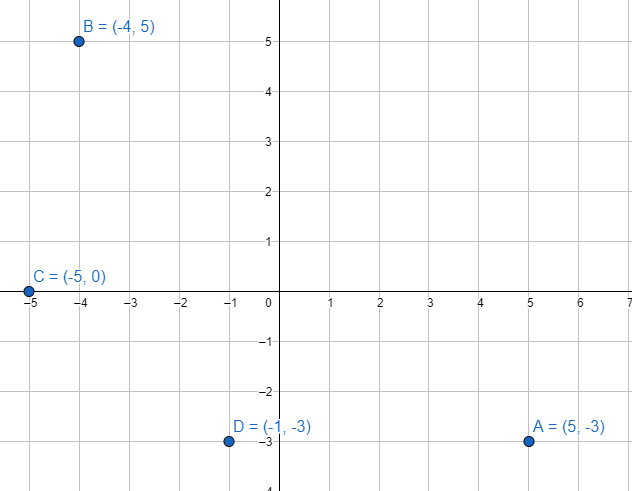 B = (-4, 5)
5
4
3
2
1
C = (-5, 0)
–5 –4 –3 –2 –1 0 1 2 3 4 5 6 7
–1
–2
D = (-1, -3)
A = (5, -3)
–3